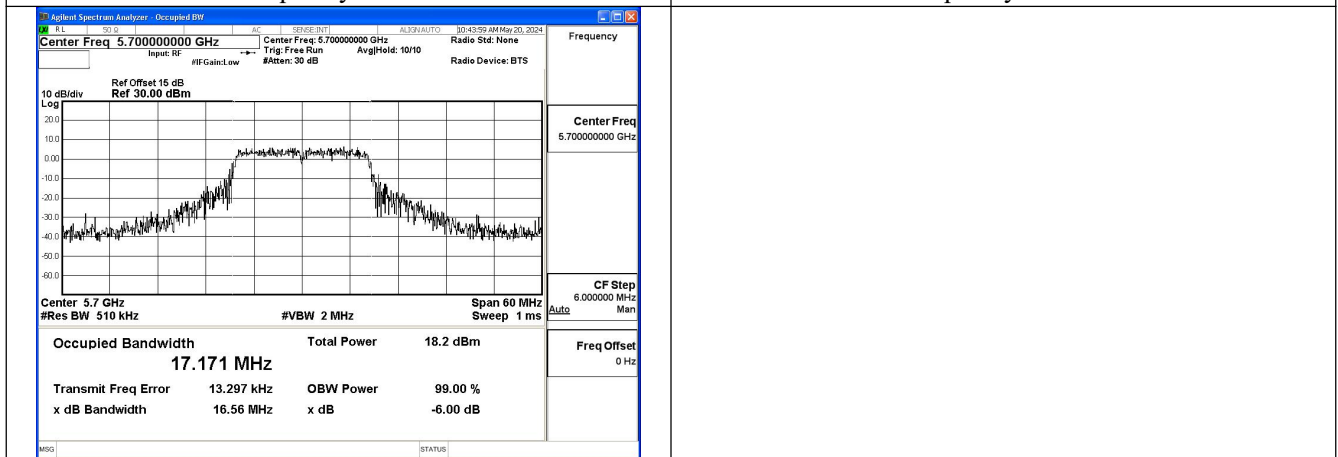 Agilent Spectrum Analyzer - Occupied BW
RL 50 Ω AC SENSE:INT ALIGNAUTO 10:43:59 AM May 20, 2024
Center Freq 5.700000000 GHz
Center Freq: 5.700000000 GHz
Radio Std: None
Frequency
Input: RF
Trig: Free Run
Avg|Hold: 10/10
#IFGain:Low
#Atten: 30 dB
Radio Device: BTS
Ref Offset 15 dB
10 dB/div Ref 30.00 dBm
Log
20.0
10.0
0.00
-10.0
-20.0
-30.0
-40.0
-50.0
-60.0
Center Freq
5.700000000 GHz
Center 5.7 GHz
Span 60 MHz
#Res BW 510 kHz
#VBW 2 MHz
Sweep 1 ms
CF Step
6.000000 MHz
Auto Man
Occupied Bandwidth
Total Power 18.2 dBm
17.171 MHz
Freq Offset
0 Hz
Transmit Freq Error 13.297 kHz OBW Power 99.00 %
x dB Bandwidth 16.56 MHz x dB -6.00 dB
MSG
STATUS